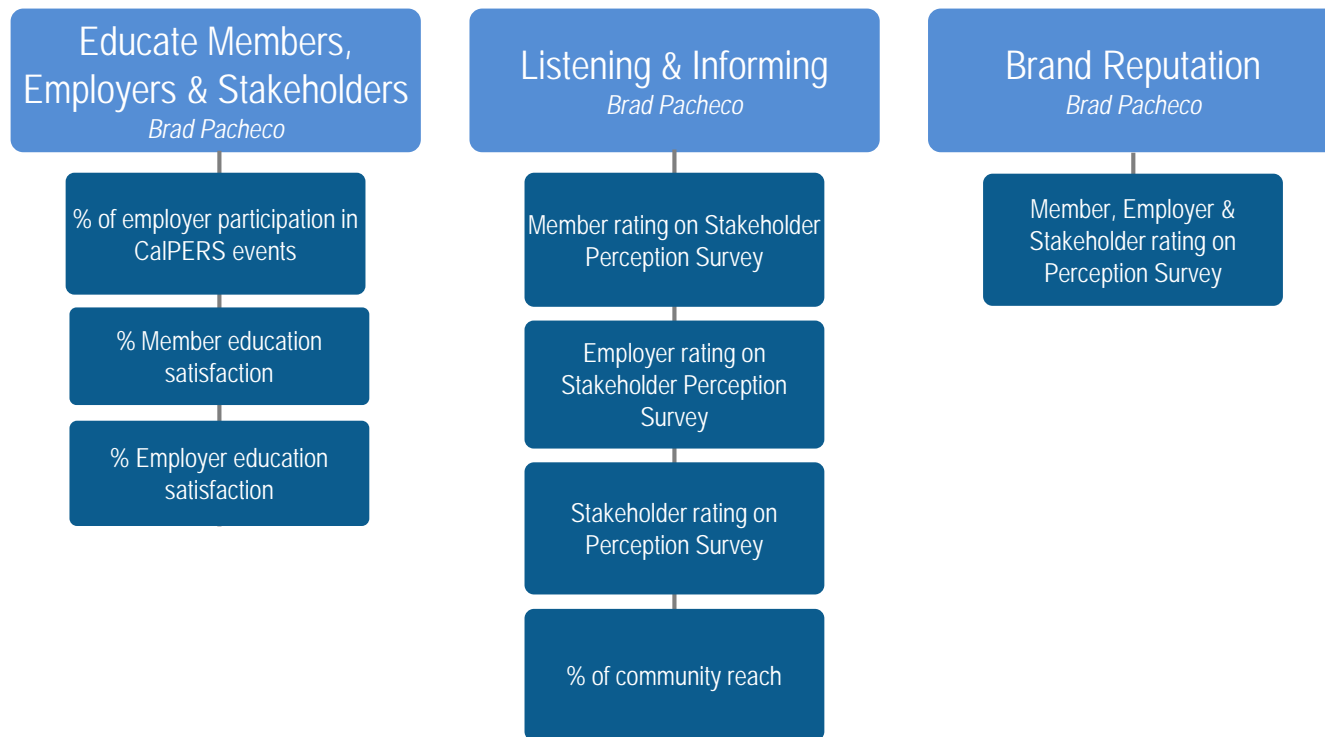 Educate Members,
Employers & Stakeholders
Brad Pacheco
% of employer participation in
CalPERS events
% Member education
satisfaction
% Employer education
satisfaction
Listening & Informing
Brad Pacheco
Member rating on Stakeholder
Perception Survey
Employer rating on
Stakeholder Perception
Survey
Stakeholder rating on
Perception Survey
% of community reach
Brand Reputation
Brad Pacheco
Member, Employer &
Stakeholder rating on
Perception Survey